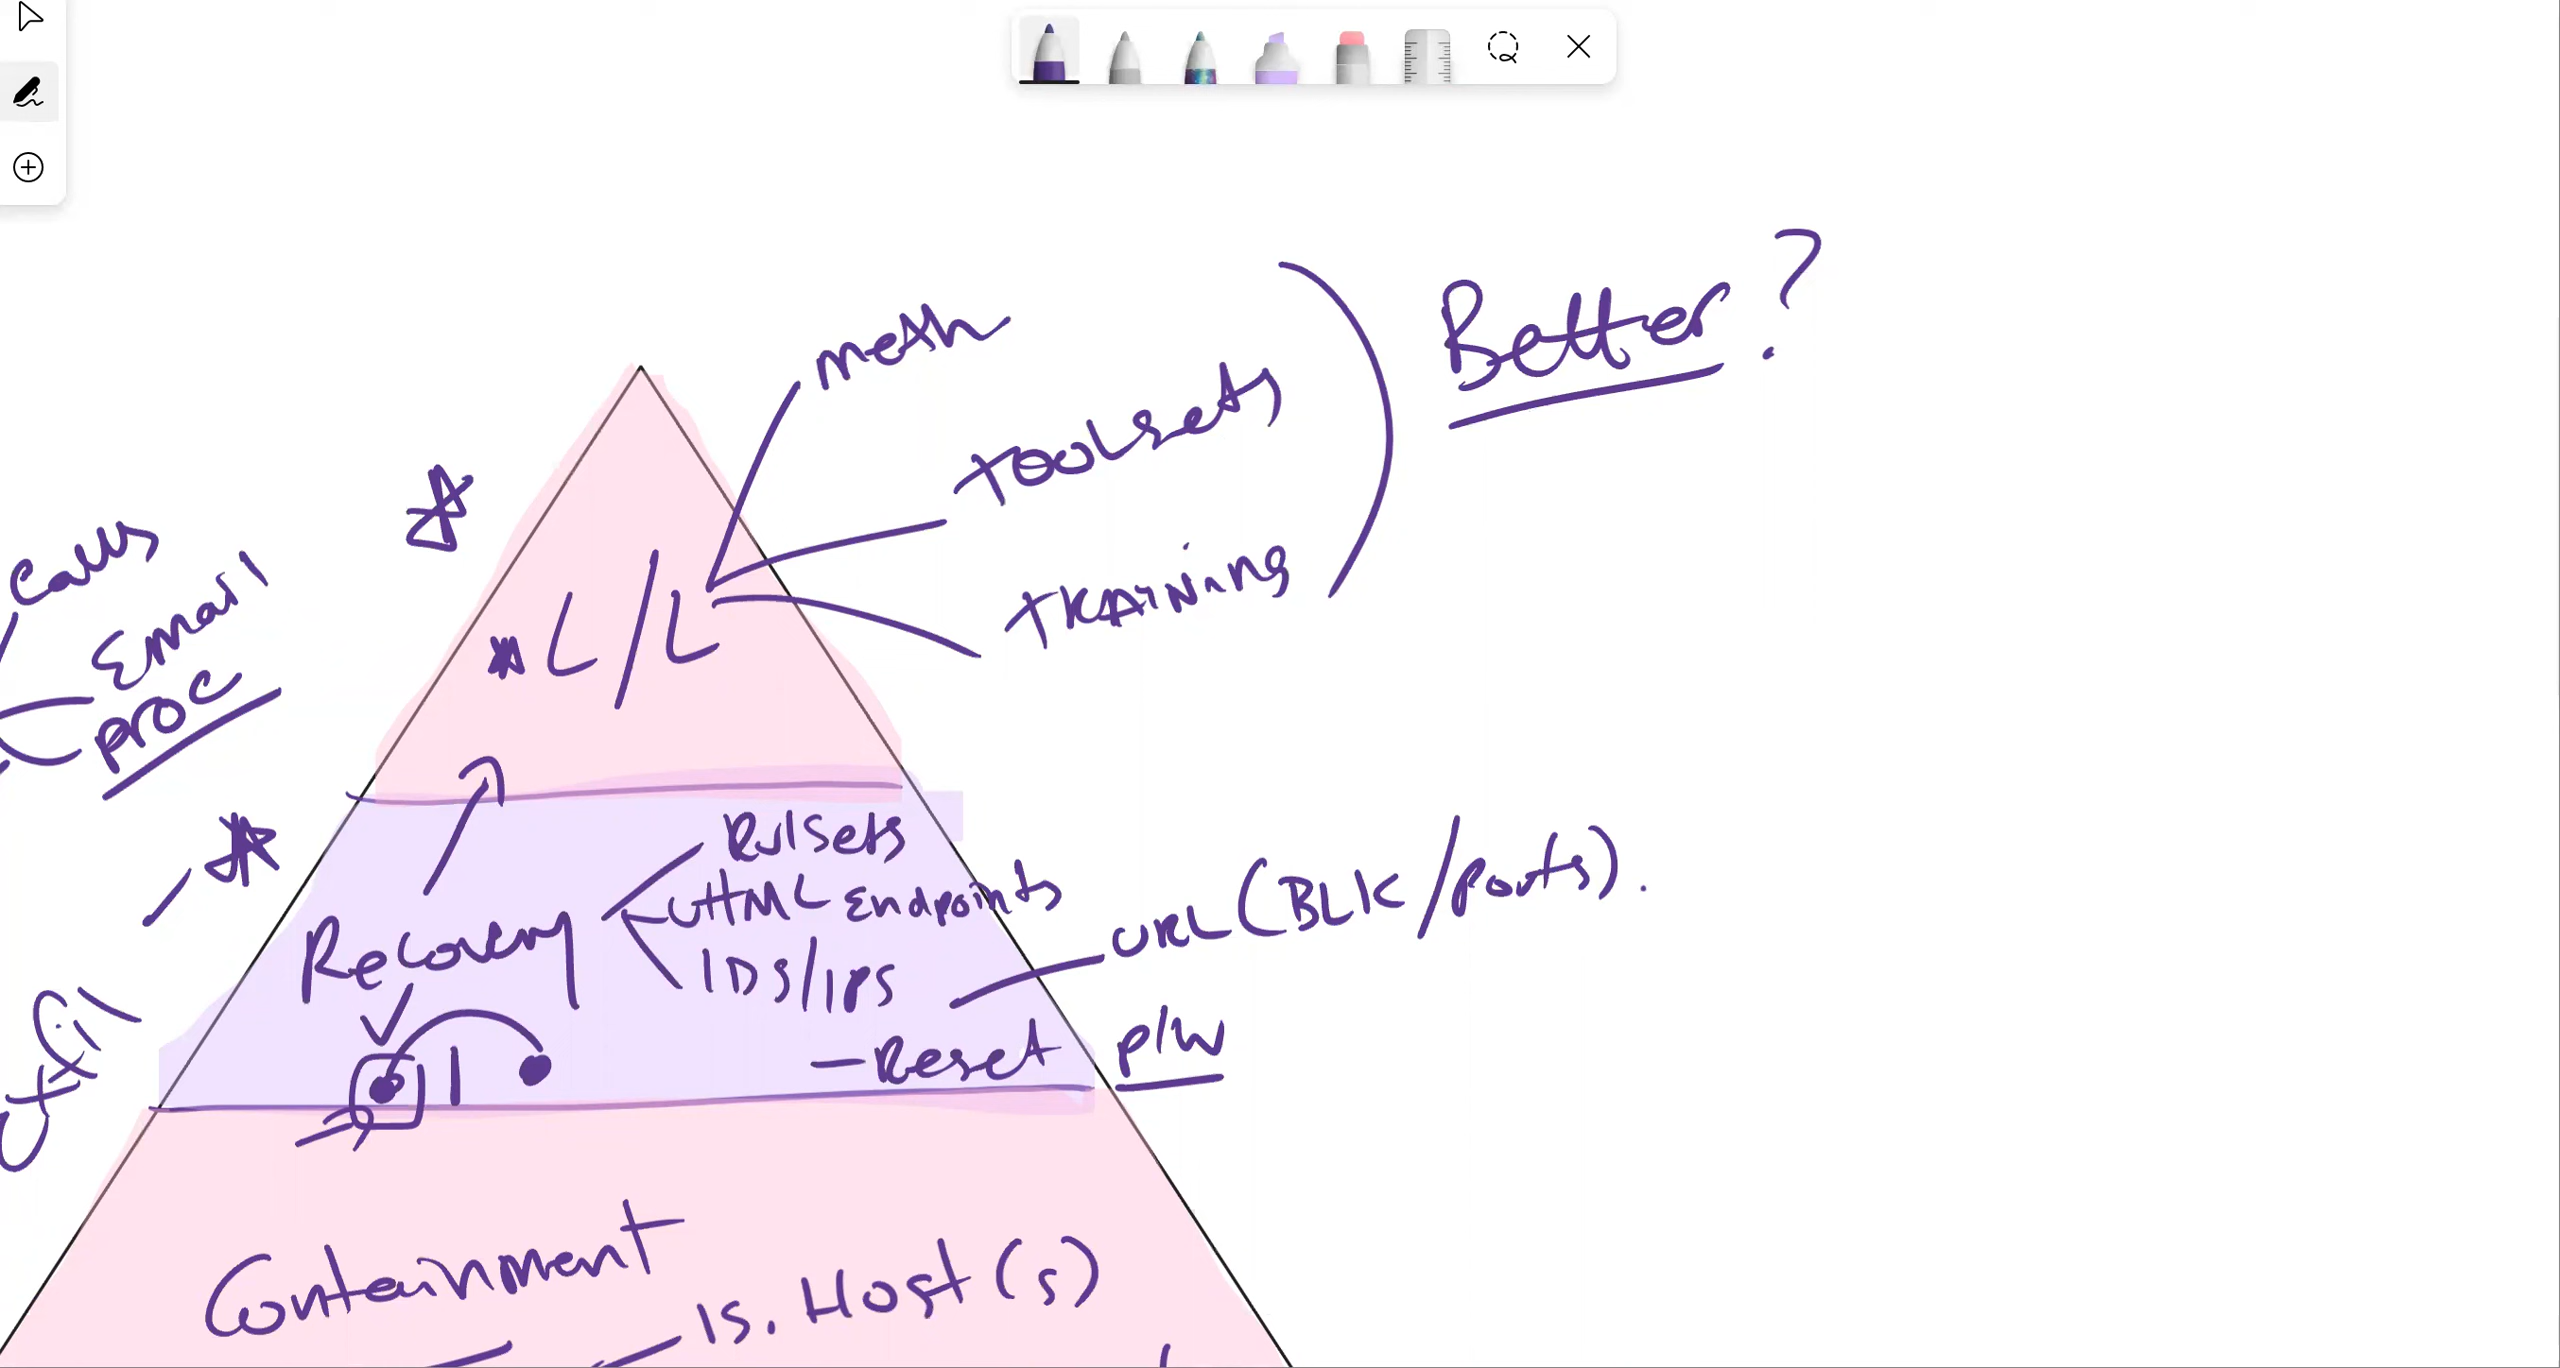 Better?
meth
Toolsets
Training
Calls
Email
Proc
* L/L
Rulsets
HTML Endpoints
IDS/IPS
Recovery
URL (BLK/Ports).
-Reset P/W
Exfil
Containment
Is. Host(s)